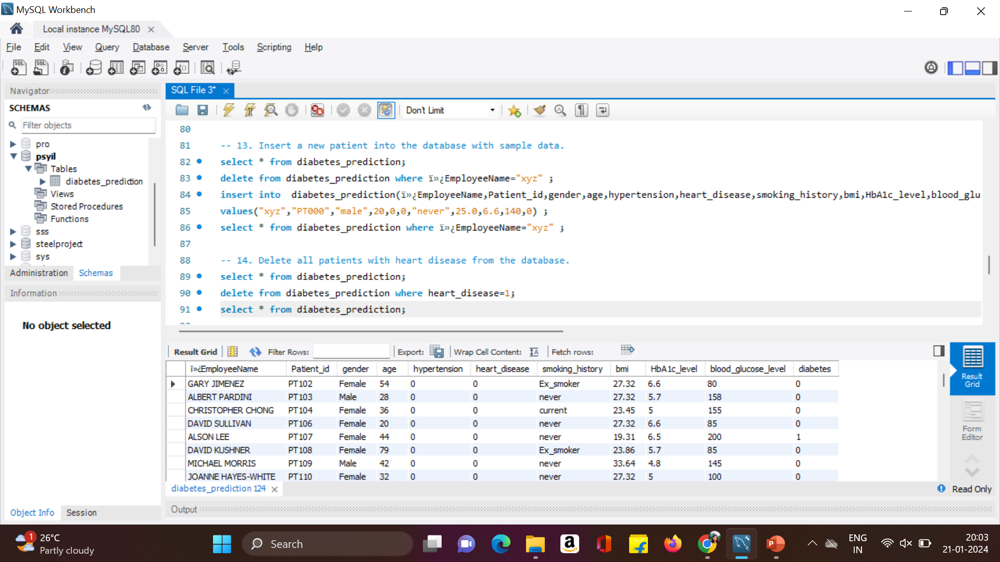 MySQL Workbench
Local instance MySQL80
File Edit View Query Database Server Tools Scripting Help
Navigator
SCHEMAS
Filter objects
pro
psyil
Tables
diabetes_prediction
Views
Stored Procedures
Functions
sss
steelproject
sys
Administration Schemas
Information
No object selected
Object Info Session
SQL File 3*
Don't Limit
80
81 -- 13. Insert a new patient into the database with sample data.
82 select * from diabetes_prediction;
83 delete from diabetes_prediction where ï»¿EmployeeName="xyz" ;
84 insert into diabetes_prediction(ï»¿EmployeeName,Patient_id,gender,age,hypertension,heart_disease,smoking_history,bmi,HbA1c_level,blood_glu
85 values("xyz","PT000","male",20,0,0,"never",25.0,6.6,140,0) ;
86 select * from diabetes_prediction where ï»¿EmployeeName="xyz" ;
87
88 -- 14. Delete all patients with heart disease from the database.
89 select * from diabetes_prediction;
90 delete from diabetes_prediction where heart_disease=1;
91 select * from diabetes_prediction;
Result Grid Filter Rows: Export: Wrap Cell Content: Fetch rows:
ï»¿EmployeeName Patient_id gender age hypertension heart_disease smoking_history bmi HbA1c_level blood_glucose_level diabetes
GARY JIMENEZ PT102 Female 54 0 0 Ex_smoker 27.32 6.6 80 0
ALBERT PARDINI PT103 Male 28 0 0 never 27.32 5.7 158 0
CHRISTOPHER CHONG PT104 Female 36 0 0 current 23.45 5 155 0
DAVID SULLIVAN PT106 Female 20 0 0 never 27.32 6.6 85 0
ALSON LEE PT107 Female 44 0 0 never 19.31 6.5 200 1
DAVID KUSHNER PT108 Female 79 0 0 Ex_smoker 23.86 5.7 85 0
MICHAEL MORRIS PT109 Male 42 0 0 never 33.64 4.8 145 0
JOANNE HAYES-WHITE PT110 Female 32 0 0 never 27.32 5 100 0
Result
Grid
Form
Editor
diabetes_prediction 124
Read Only
Output
1
26°C
Partly cloudy
Search
ENG
IN
20:03
21-01-2024